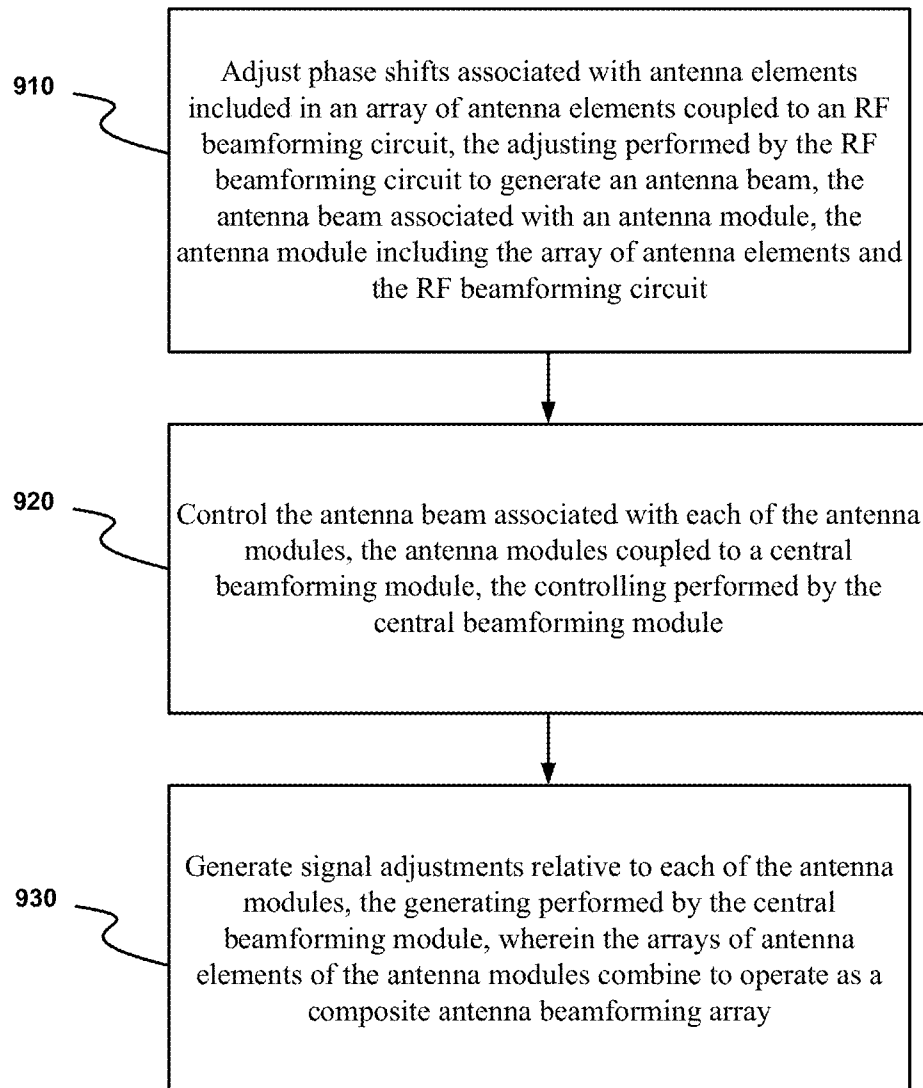 910
Adjust phase shifts associated with antenna elements
included in an array of antenna elements coupled to an RF
beamforming circuit, the adjusting performed by the RF
beamforming circuit to generate an antenna beam, the
antenna beam associated with an antenna module, the
antenna module including the array of antenna elements and
the RF beamforming circuit
920
Control the antenna beam associated with each of the antenna
modules, the antenna modules coupled to a central
beamforming module, the controlling performed by the
central beamforming module
930
Generate signal adjustments relative to each of the antenna
modules, the generating performed by the central
beamforming module, wherein the arrays of antenna
elements of the antenna modules combine to operate as a
composite antenna beamforming array